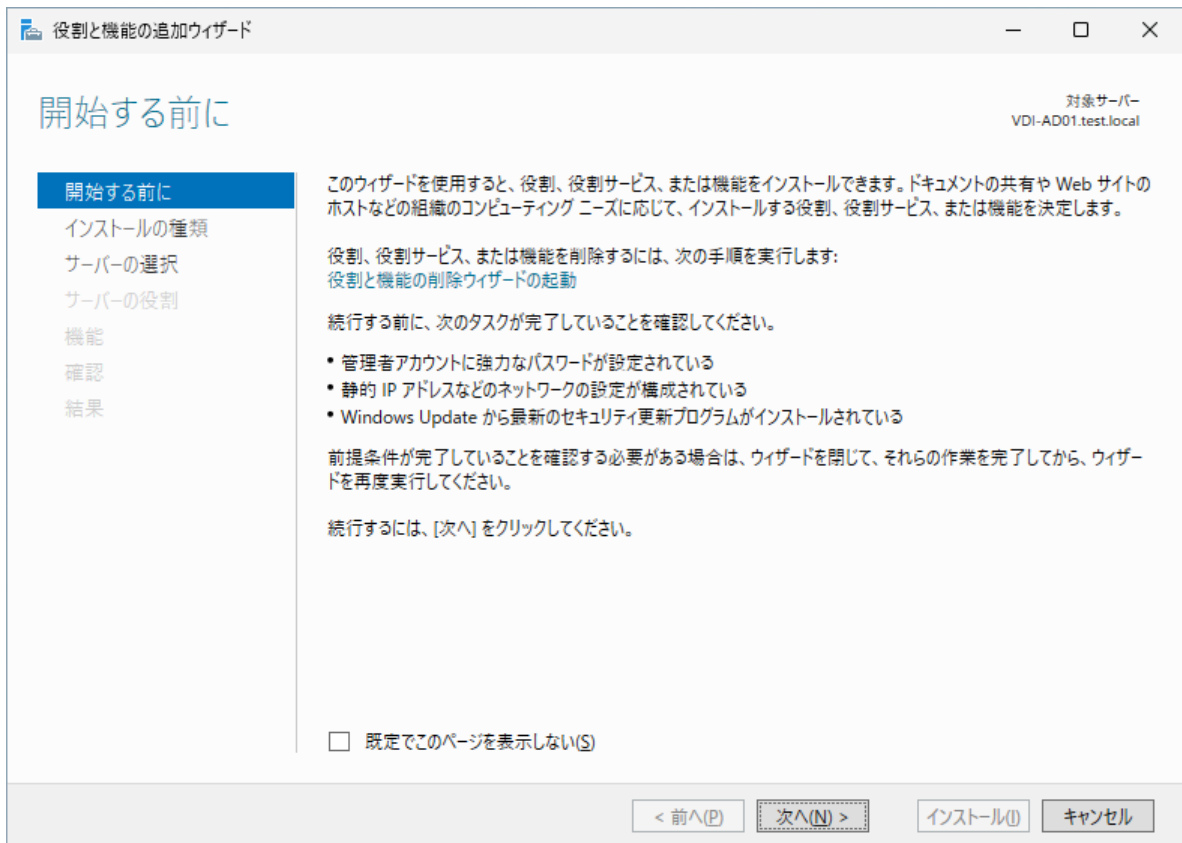 役割と機能の追加ウィザード
開始する前に
対象サーバー
VDI-AD01.test.local
開始する前に
インストールの種類
サーバーの選択
サーバーの役割
機能
確認
結果
このウィザードを使用すると、役割、役割サービス、または機能をインストールできます。ドキュメントの共有や Web サイトの
ホストなどの組織のコンピューティング ニーズに応じて、インストールする役割、役割サービス、または機能を決定します。
役割、役割サービス、または機能を削除するには、次の手順を実行します:
役割と機能の削除ウィザードの起動
続行する前に、次のタスクが完了していることを確認してください。
• 管理者アカウントに強力なパスワードが設定されている
• 静的 IP アドレスなどのネットワークの設定が構成されている
• Windows Update から最新のセキュリティ更新プログラムがインストールされている
前提条件が完了していることを確認する必要がある場合は、ウィザードを閉じて、それらの作業を完了してから、ウィザー
ドを再度実行してください。
続行するには、[次へ] をクリックしてください。
既定でこのページを表示しない(S)
< 前へ(P)
次へ(N) >
インストール(I)
キャンセル